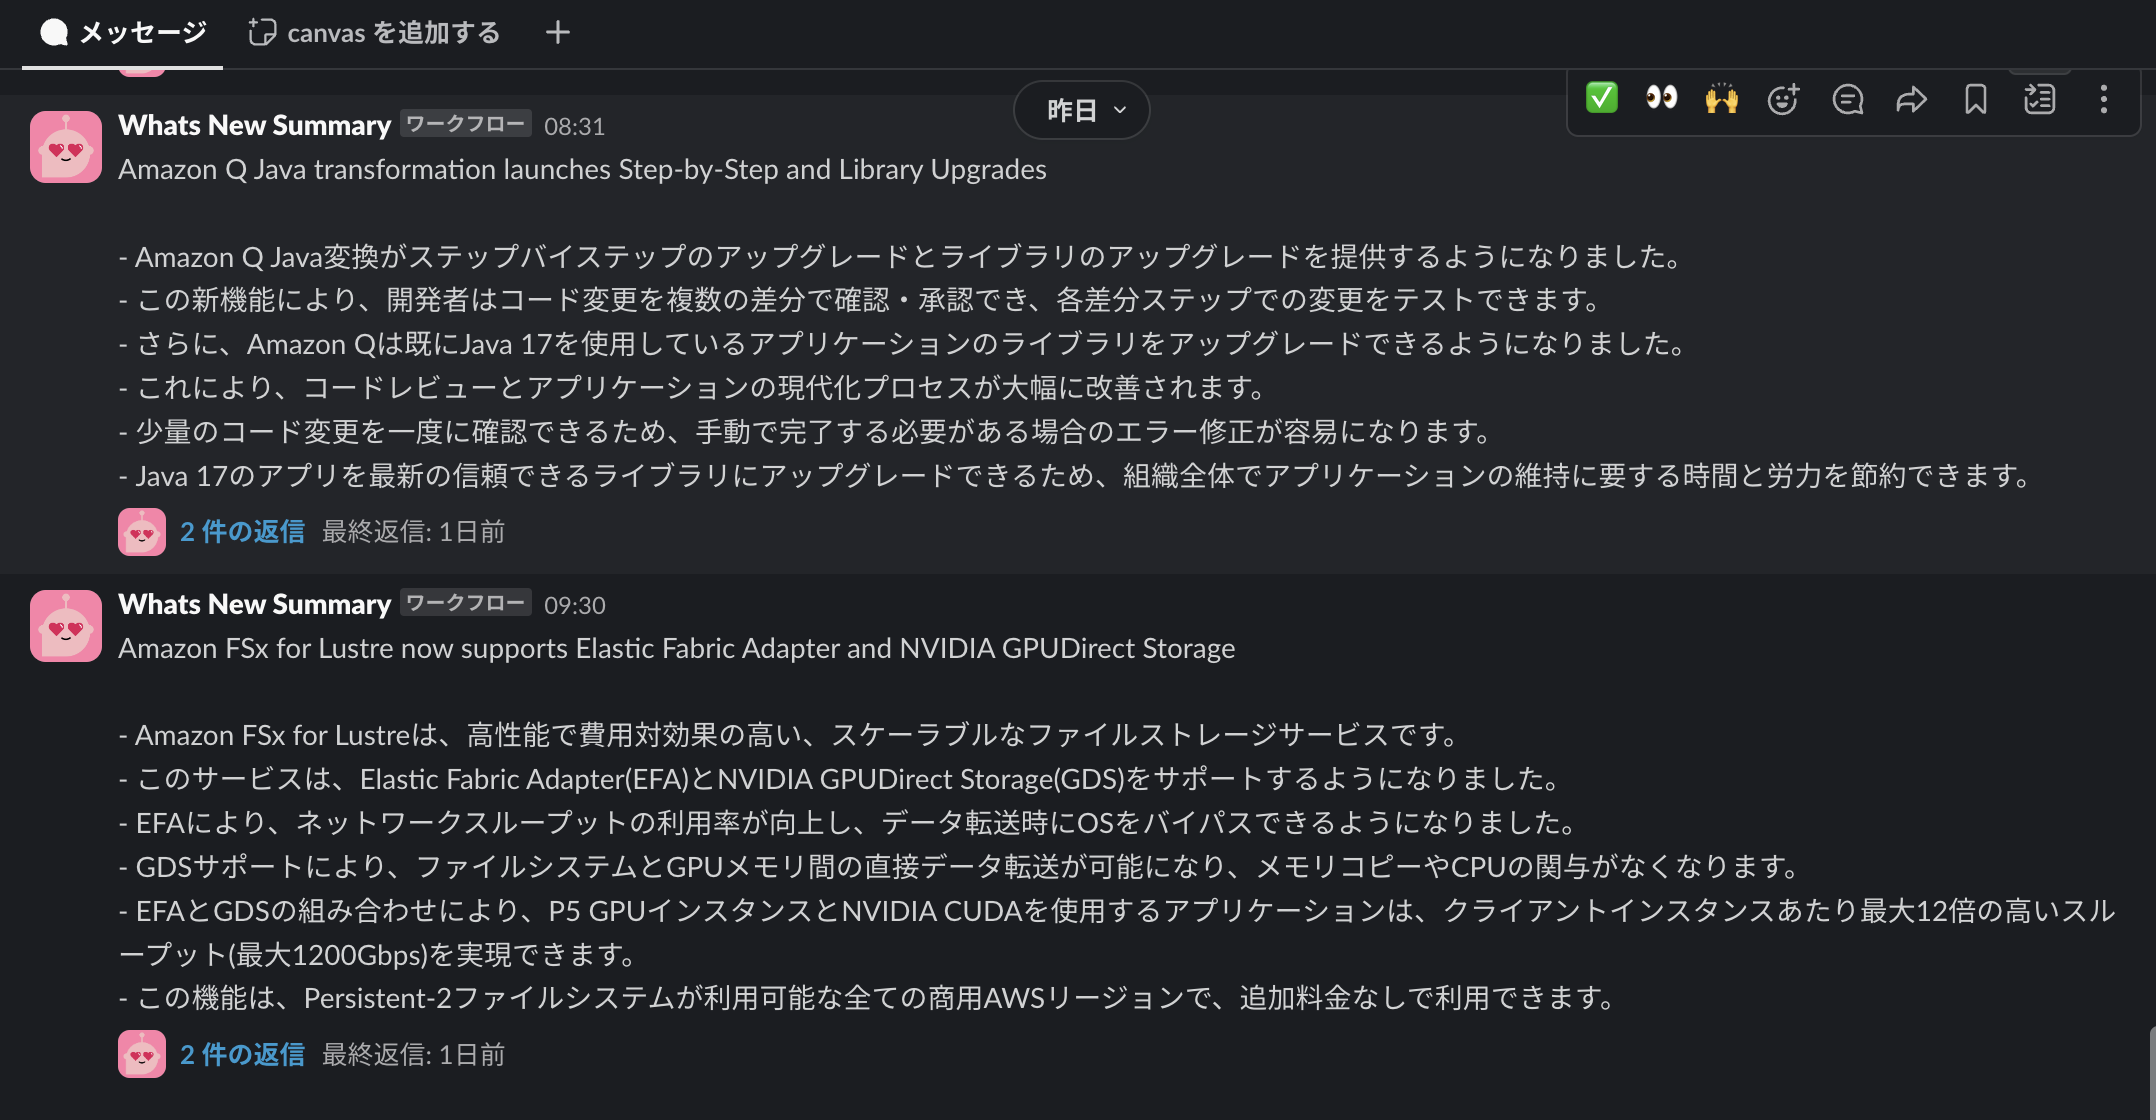 メッセージ
canvas を追加する
昨日
Whats New Summary ワークフロー 08:31
Amazon Q Java transformation launches Step-by-Step and Library Upgrades
- Amazon Q Java変換がステップバイステップのアップグレードとライブラリのアップグレードを提供するようになりました。
- この新機能により、開発者はコード変更を複数の差分で確認・承認でき、各差分ステップでの変更をテストできます。
- さらに、Amazon Qは既にJava 17を使用しているアプリケーションのライブラリをアップグレードできるようになりました。
- これにより、コードレビューとアプリケーションの現代化プロセスが大幅に改善されます。
- 少量のコード変更を一度に確認できるため、手動で完了する必要がある場合のエラー修正が容易になります。
- Java 17のアプリを最新の信頼できるライブラリにアップグレードできるため、組織全体でアプリケーションの維持に要する時間と労力を節約できます。
2 件の返信 最終返信: 1日前
Whats New Summary ワークフロー 09:30
Amazon FSx for Lustre now supports Elastic Fabric Adapter and NVIDIA GPUDirect Storage
- Amazon FSx for Lustreは、高性能で費用対効果の高い、スケーラブルなファイルストレージサービスです。
- このサービスは、Elastic Fabric Adapter(EFA)とNVIDIA GPUDirect Storage(GDS)をサポートするようになりました。
- EFAにより、ネットワークスループットの利用率が向上し、データ転送時にOSをバイパスできるようになりました。
- GDSサポートにより、ファイルシステムとGPUメモリ間の直接データ転送が可能になり、メモリコピーやCPUの関与がなくなります。
- EFAとGDSの組み合わせにより、P5 GPUインスタンスとNVIDIA CUDAを使用するアプリケーションは、クライアントインスタンスあたり最大12倍の高いスル
ープット(最大1200Gbps)を実現できます。
- この機能は、Persistent-2ファイルシステムが利用可能な全ての商用AWSリージョンで、追加料金なしで利用できます。
2 件の返信 最終返信: 1日前